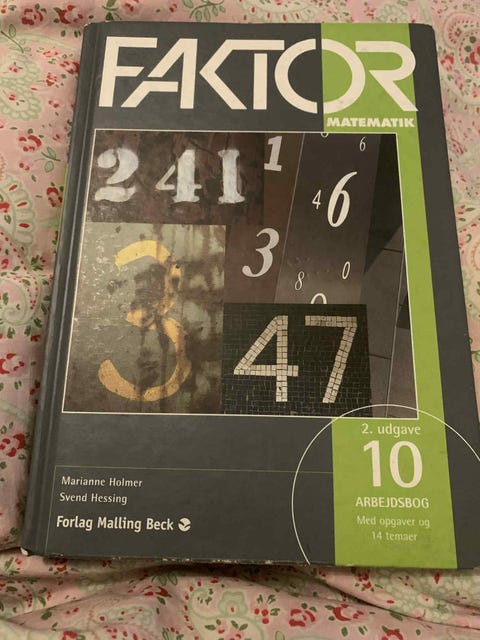 FAKTOR
MATEMATIK
241
1
6
6
4
3
8 0
0
3
47
2. udgave
10
ARBEJDSBOG
Med opgaver og
14 temaer
Marianne Holmer
Svend Hessing
Forlag Malling Beck